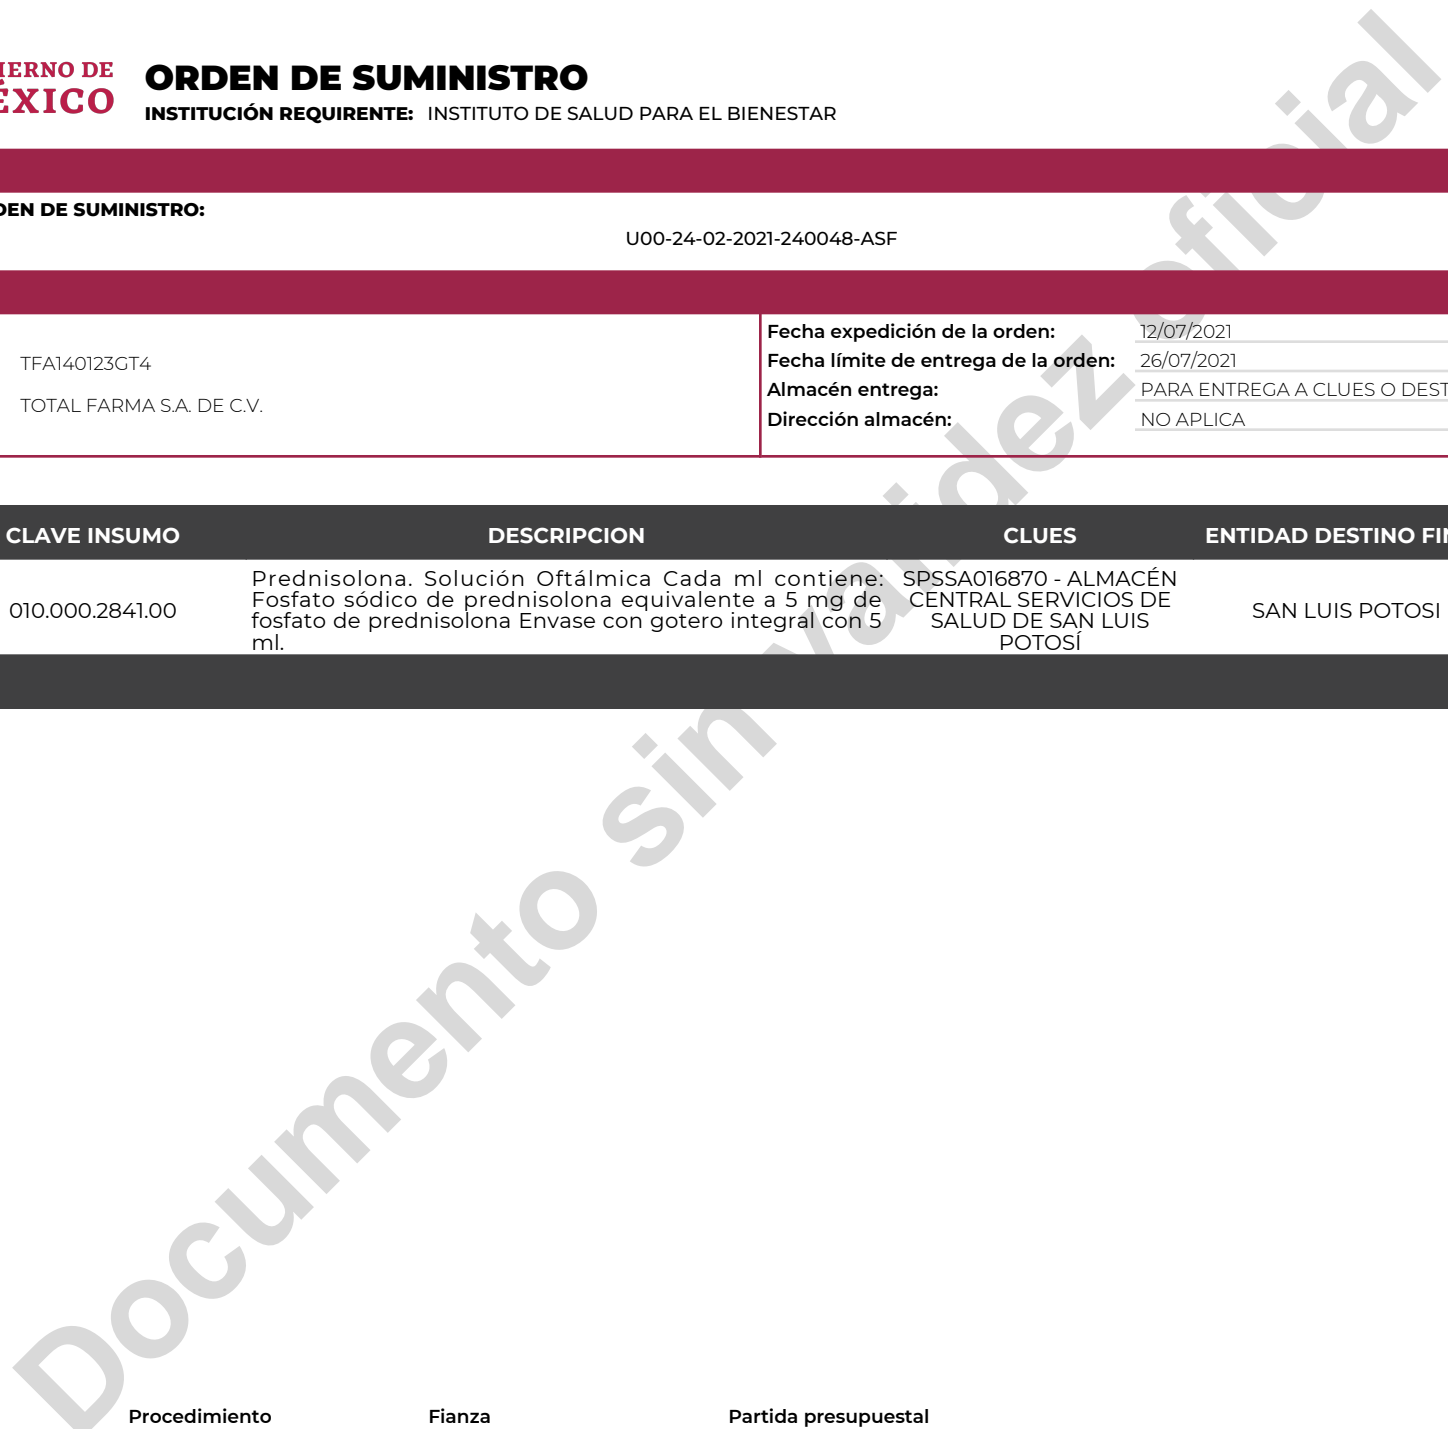 IERNO DE
ÉXICO
ORDEN DE SUMINISTRO
INSTITUCIÓN REQUIRENTE: INSTITUTO DE SALUD PARA EL BIENESTAR
DEN DE SUMINISTRO:
U00-24-02-2021-240048-ASF
TFA140123GT4
TOTAL FARMA S.A. DE C.V.
Fecha expedición de la orden: 12/07/2021
Fecha límite de entrega de la orden: 26/07/2021
Almacén entrega: PARA ENTREGA A CLUES O DEST
Dirección almacén: NO APLICA
CLAVE INSUMO DESCRIPCION CLUES ENTIDAD DESTINO FIN
010.000.2841.00
Prednisolona. Solución Oftálmica Cada ml contiene:
Fosfato sódico de prednisolona equivalente a 5 mg de
fosfato de prednisolona Envase con gotero integral con 5
ml.
SPSSA016870 - ALMACÉN
CENTRAL SERVICIOS DE
SALUD DE SAN LUIS
POTOSÍ
SAN LUIS POTOSI
Documento sin validez oficial
Procedimiento Fianza Partida presupuestal